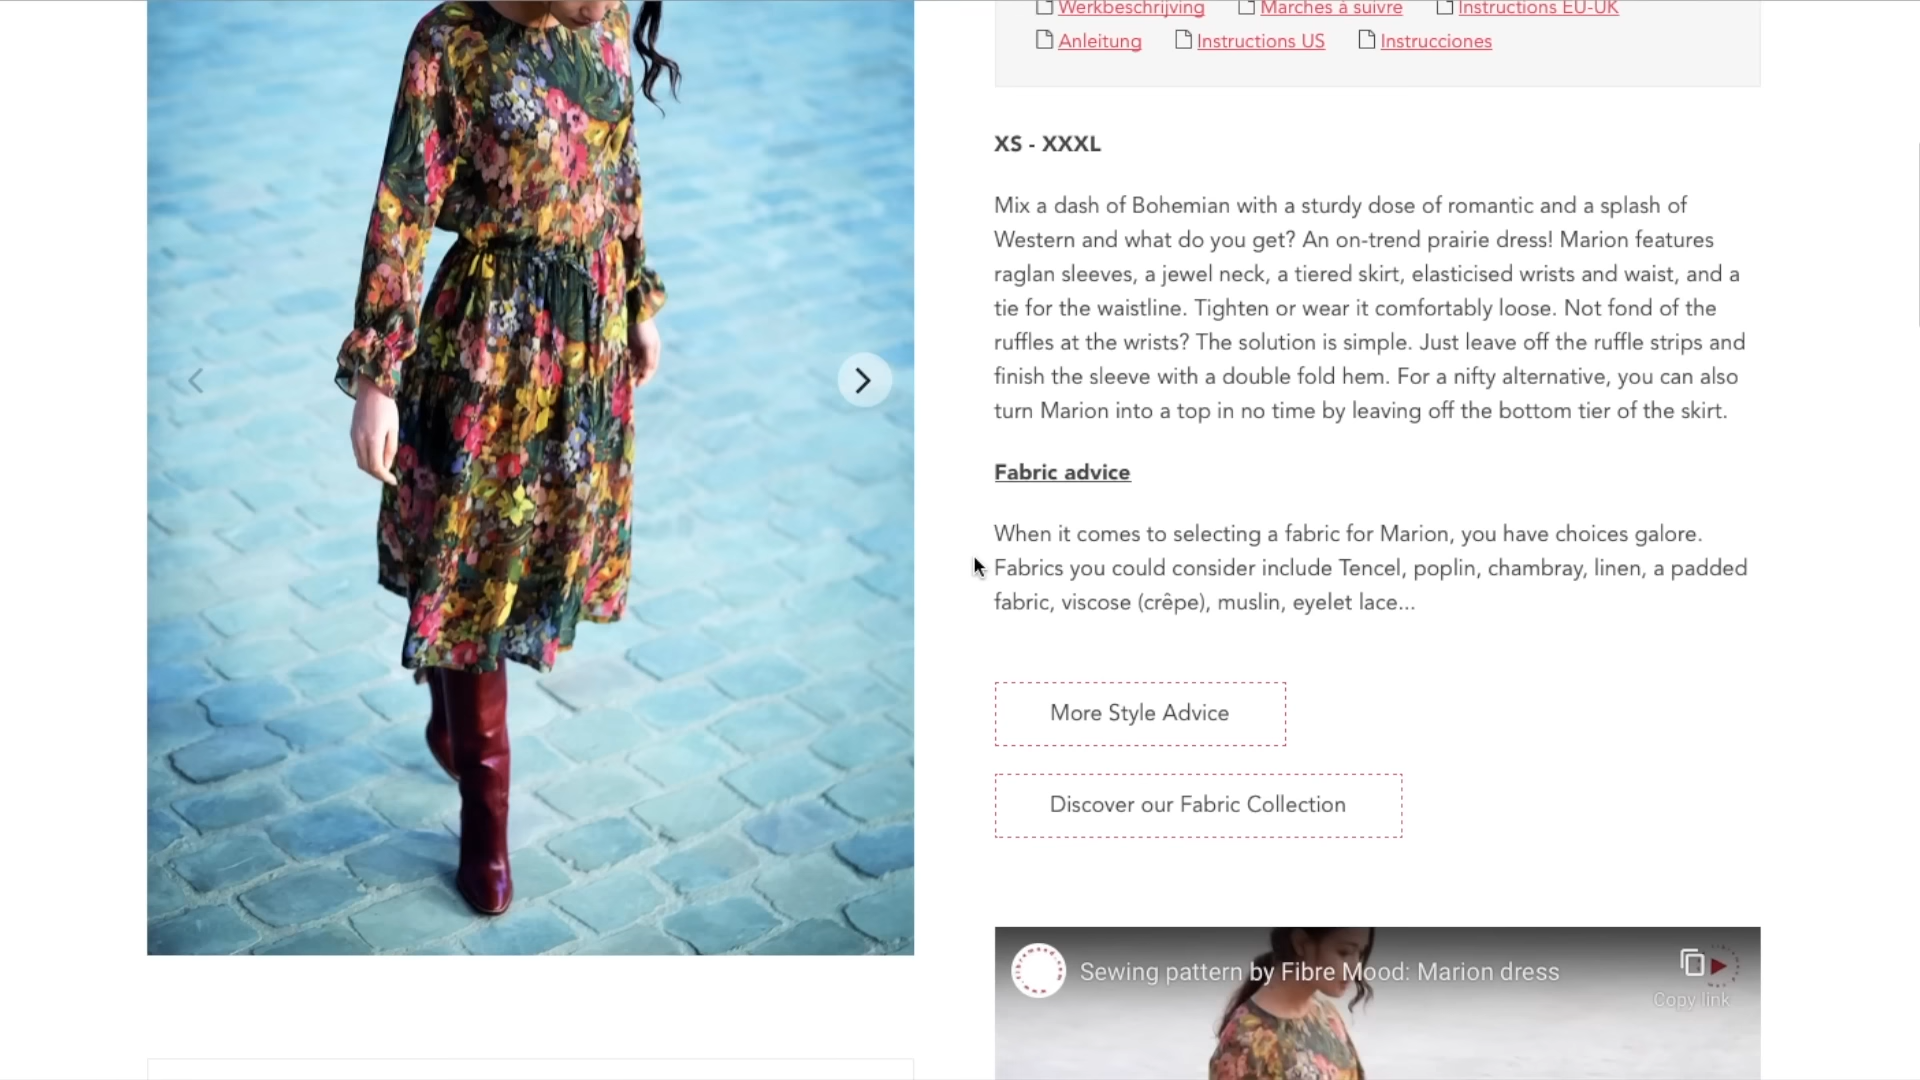 Werkbeschrijving Marches à suivre Instructions EU-UK
Anleitung Instructions US Instrucciones
XS - XXXL
Mix a dash of Bohemian with a sturdy dose of romantic and a splash of
Western and what do you get? An on-trend prairie dress! Marion features
raglan sleeves, a jewel neck, a tiered skirt, elasticised wrists and waist, and a
tie for the waistline. Tighten or wear it comfortably loose. Not fond of the
ruffles at the wrists? The solution is simple. Just leave off the ruffle strips and
finish the sleeve with a double fold hem. For a nifty alternative, you can also
turn Marion into a top in no time by leaving off the bottom tier of the skirt.
Fabric advice
When it comes to selecting a fabric for Marion, you have choices galore.
Fabrics you could consider include Tencel, poplin, chambray, linen, a padded
fabric, viscose (crêpe), muslin, eyelet lace...
More Style Advice
Discover our Fabric Collection
Sewing pattern by Fibre Mood: Marion dress
Copy link